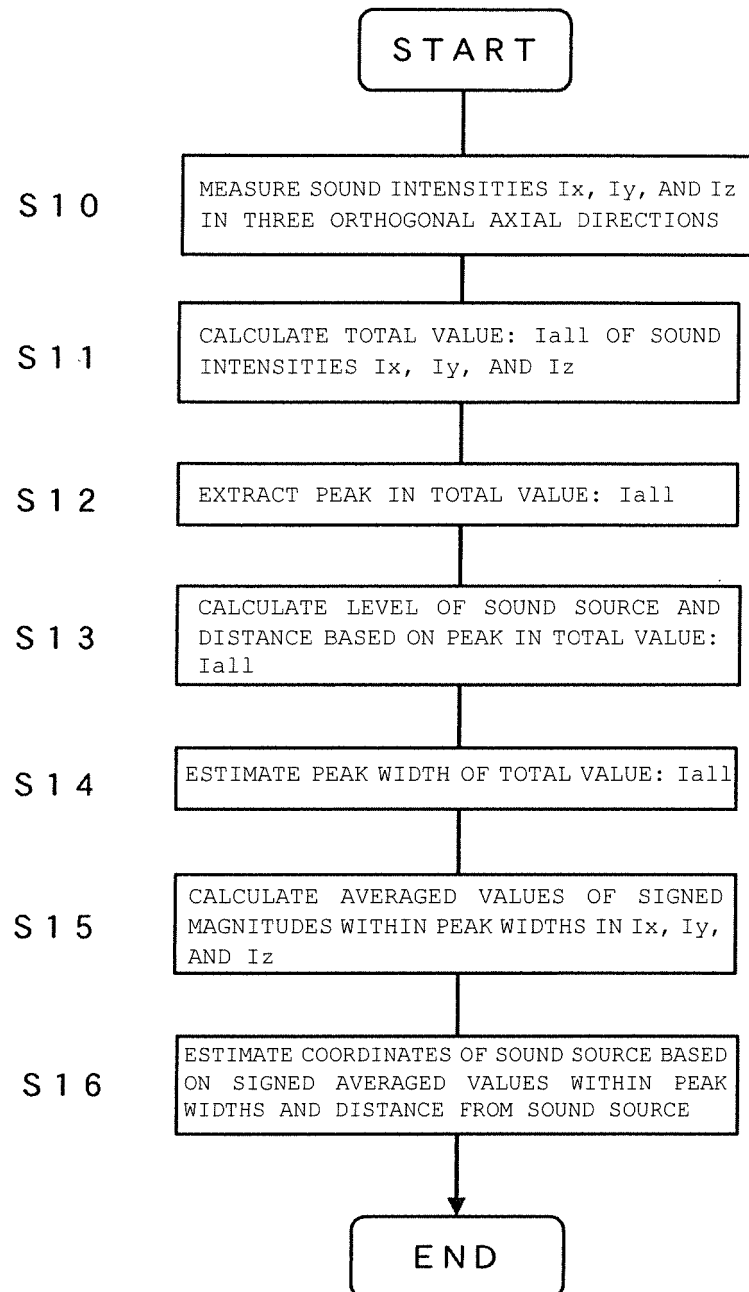 START
S10
MEASURE SOUND INTENSITIES Ix, Iy, AND Iz
IN THREE ORTHOGONAL AXIAL DIRECTIONS
S11
CALCULATE TOTAL VALUE: Iall OF SOUND
INTENSITIES Ix, Iy, AND Iz
S12
EXTRACT PEAK IN TOTAL VALUE: Iall
S13
CALCULATE LEVEL OF SOUND SOURCE AND
DISTANCE BASED ON PEAK IN TOTAL VALUE:
Iall
S14
ESTIMATE PEAK WIDTH OF TOTAL VALUE: Iall
S15
CALCULATE AVERAGED VALUES OF SIGNED
MAGNITUDES WITHIN PEAK WIDTHS IN Ix, Iy,
AND Iz
S16
ESTIMATE COORDINATES OF SOUND SOURCE BASED
ON SIGNED AVERAGED VALUES WITHIN PEAK
WIDTHS AND DISTANCE FROM SOUND SOURCE
END